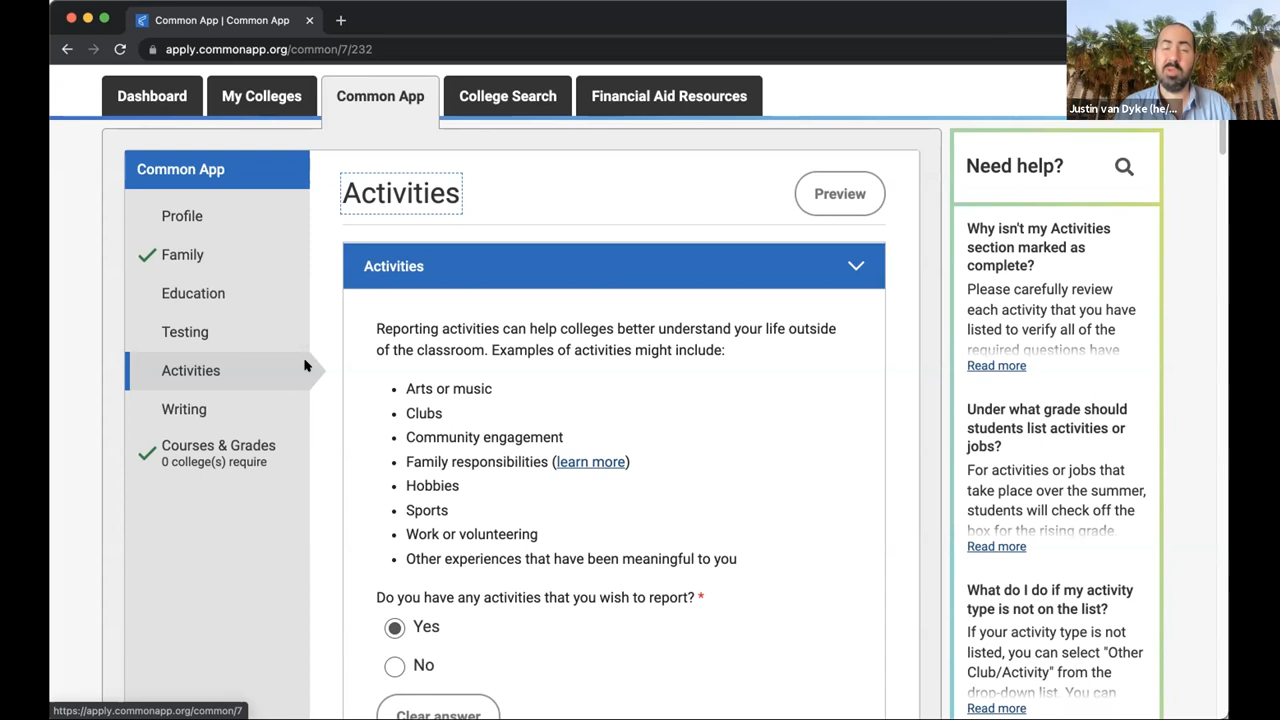 Common App | Common App
apply.commonapp.org/common/7/232
Justin van Dyke (he/...
Dashboard
My Colleges
Common App
College Search
Financial Aid Resources
Common App
Profile
Family
Education
Testing
Activities
Writing
Courses & Grades
0 college(s) require
Activities
Preview
Activities
Reporting activities can help colleges better understand your life outside
of the classroom. Examples of activities might include:
• Arts or music
• Clubs
• Community engagement
• Family responsibilities (learn more)
• Hobbies
• Sports
• Work or volunteering
• Other experiences that have been meaningful to you
Do you have any activities that you wish to report? *
Yes
No
Clear answer
Need help?
Why isn't my Activities
section marked as
complete?
Please carefully review
each activity that you have
listed to verify all of the
required questions have
Read more
Under what grade should
students list activities or
jobs?
For activities or jobs that
take place over the summer,
students will check off the
box for the rising grade.
Read more
What do I do if my activity
type is not on the list?
If your activity type is not
listed, you can select "Other
Club/Activity" from the
drop-down list. You can
Read more
https://apply.commonapp.org/common/7